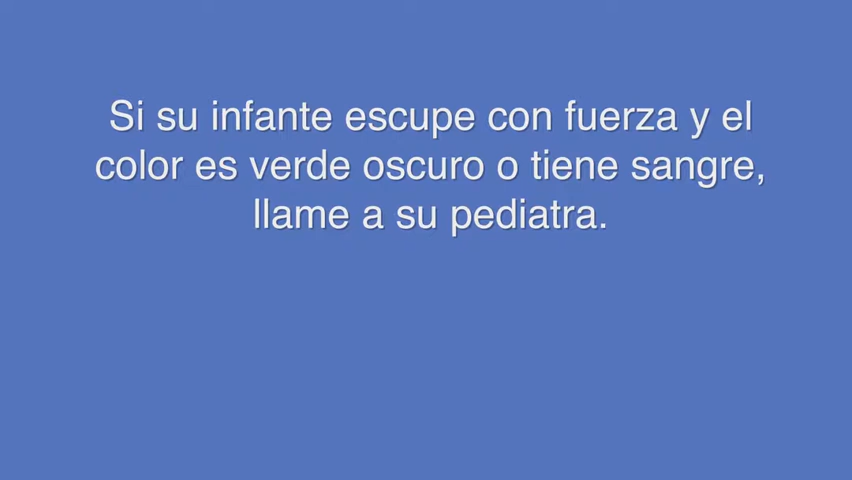 Si su infante escupe con fuerza y el
color es verde oscuro o tiene sangre,
llame a su pediatra.